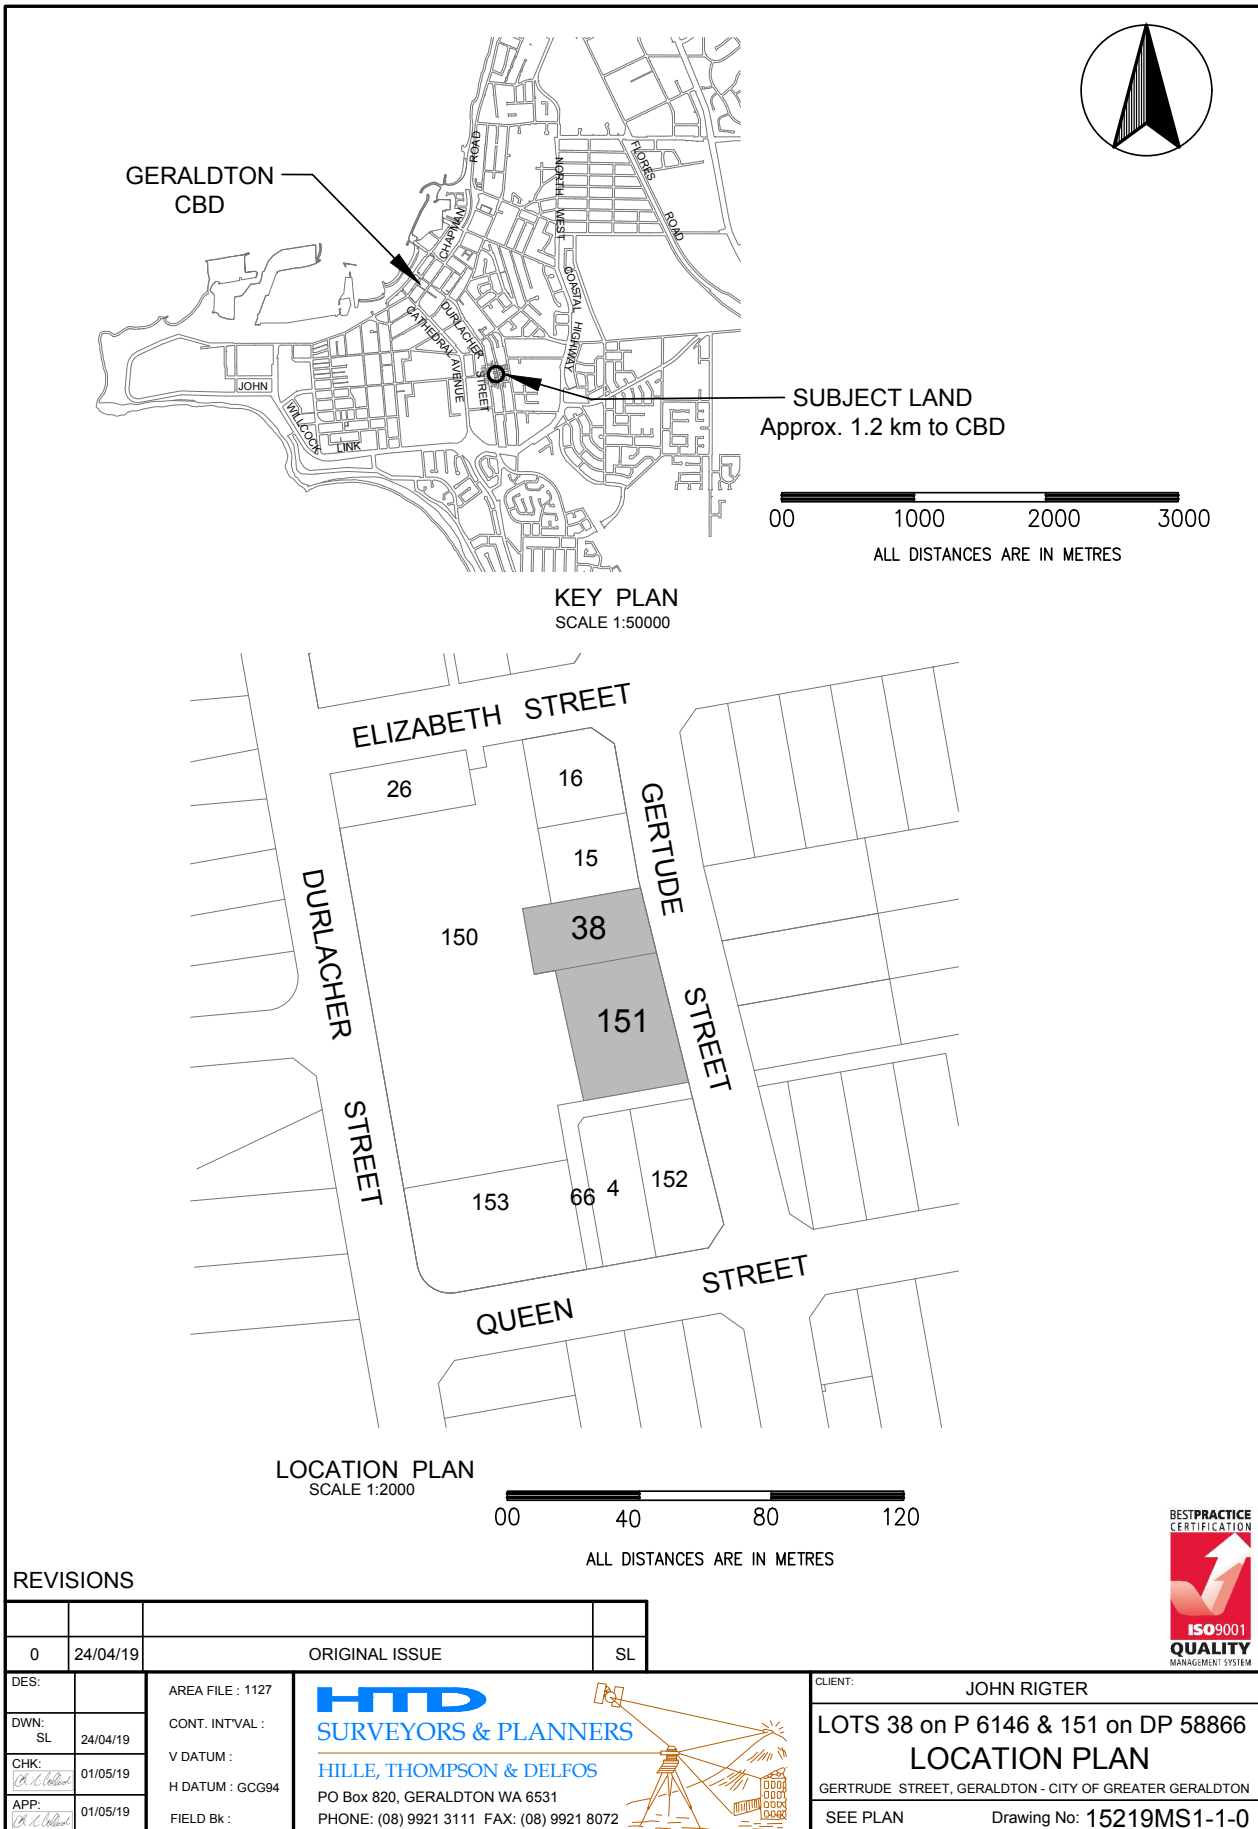 GERALDTON
CBD
ROAD
CHAPMAN
NORTH WEST
COASTAL HIGHWAY
FLORES
ROAD
CATHEDRAL AVENUE
DURLACHER
STREET
JOHN
WILLCOCK
LINK
SUBJECT LAND
Approx. 1.2 km to CBD
00 1000 2000 3000
ALL DISTANCES ARE IN METRES
KEY PLAN
SCALE 1:50000
ELIZABETH STREET
26
16
GERTUDE
STREET
15
DURLACHER
STREET
150
38
151
153
66
4
152
QUEEN STREET
LOCATION PLAN
SCALE 1:2000
00 40 80 120
ALL DISTANCES ARE IN METRES
BESTPRACTICE
CERTIFICATION
ISO9001
QUALITY
MANAGEMENT SYSTEM
REVISIONS
0 24/04/19 ORIGINAL ISSUE SL
DES:
DWN:
SL 24/04/19
CHK:
01/05/19
APP:
01/05/19
AREA FILE : 1127
CONT. INT'VAL :
V DATUM :
H DATUM : GCG94
FIELD Bk :
HTD
SURVEYORS & PLANNERS
HILLE, THOMPSON & DELFOS
PO Box 820, GERALDTON WA 6531
PHONE: (08) 9921 3111 FAX: (08) 9921 8072
CLIENT:
JOHN RIGTER
LOTS 38 on P 6146 & 151 on DP 58866
LOCATION PLAN
GERTRUDE STREET, GERALDTON - CITY OF GREATER GERALDTON
SEE PLAN
Drawing No: 15219MS1-1-0